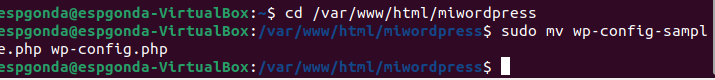 espgonda@espgonda-VirtualBox:~$ cd /var/www/html/miwordpress
espgonda@espgonda-VirtualBox:/var/www/html/miwordpress$ sudo mv wp-config-sampl
e.php wp-config.php
espgonda@espgonda-VirtualBox:/var/www/html/miwordpress$